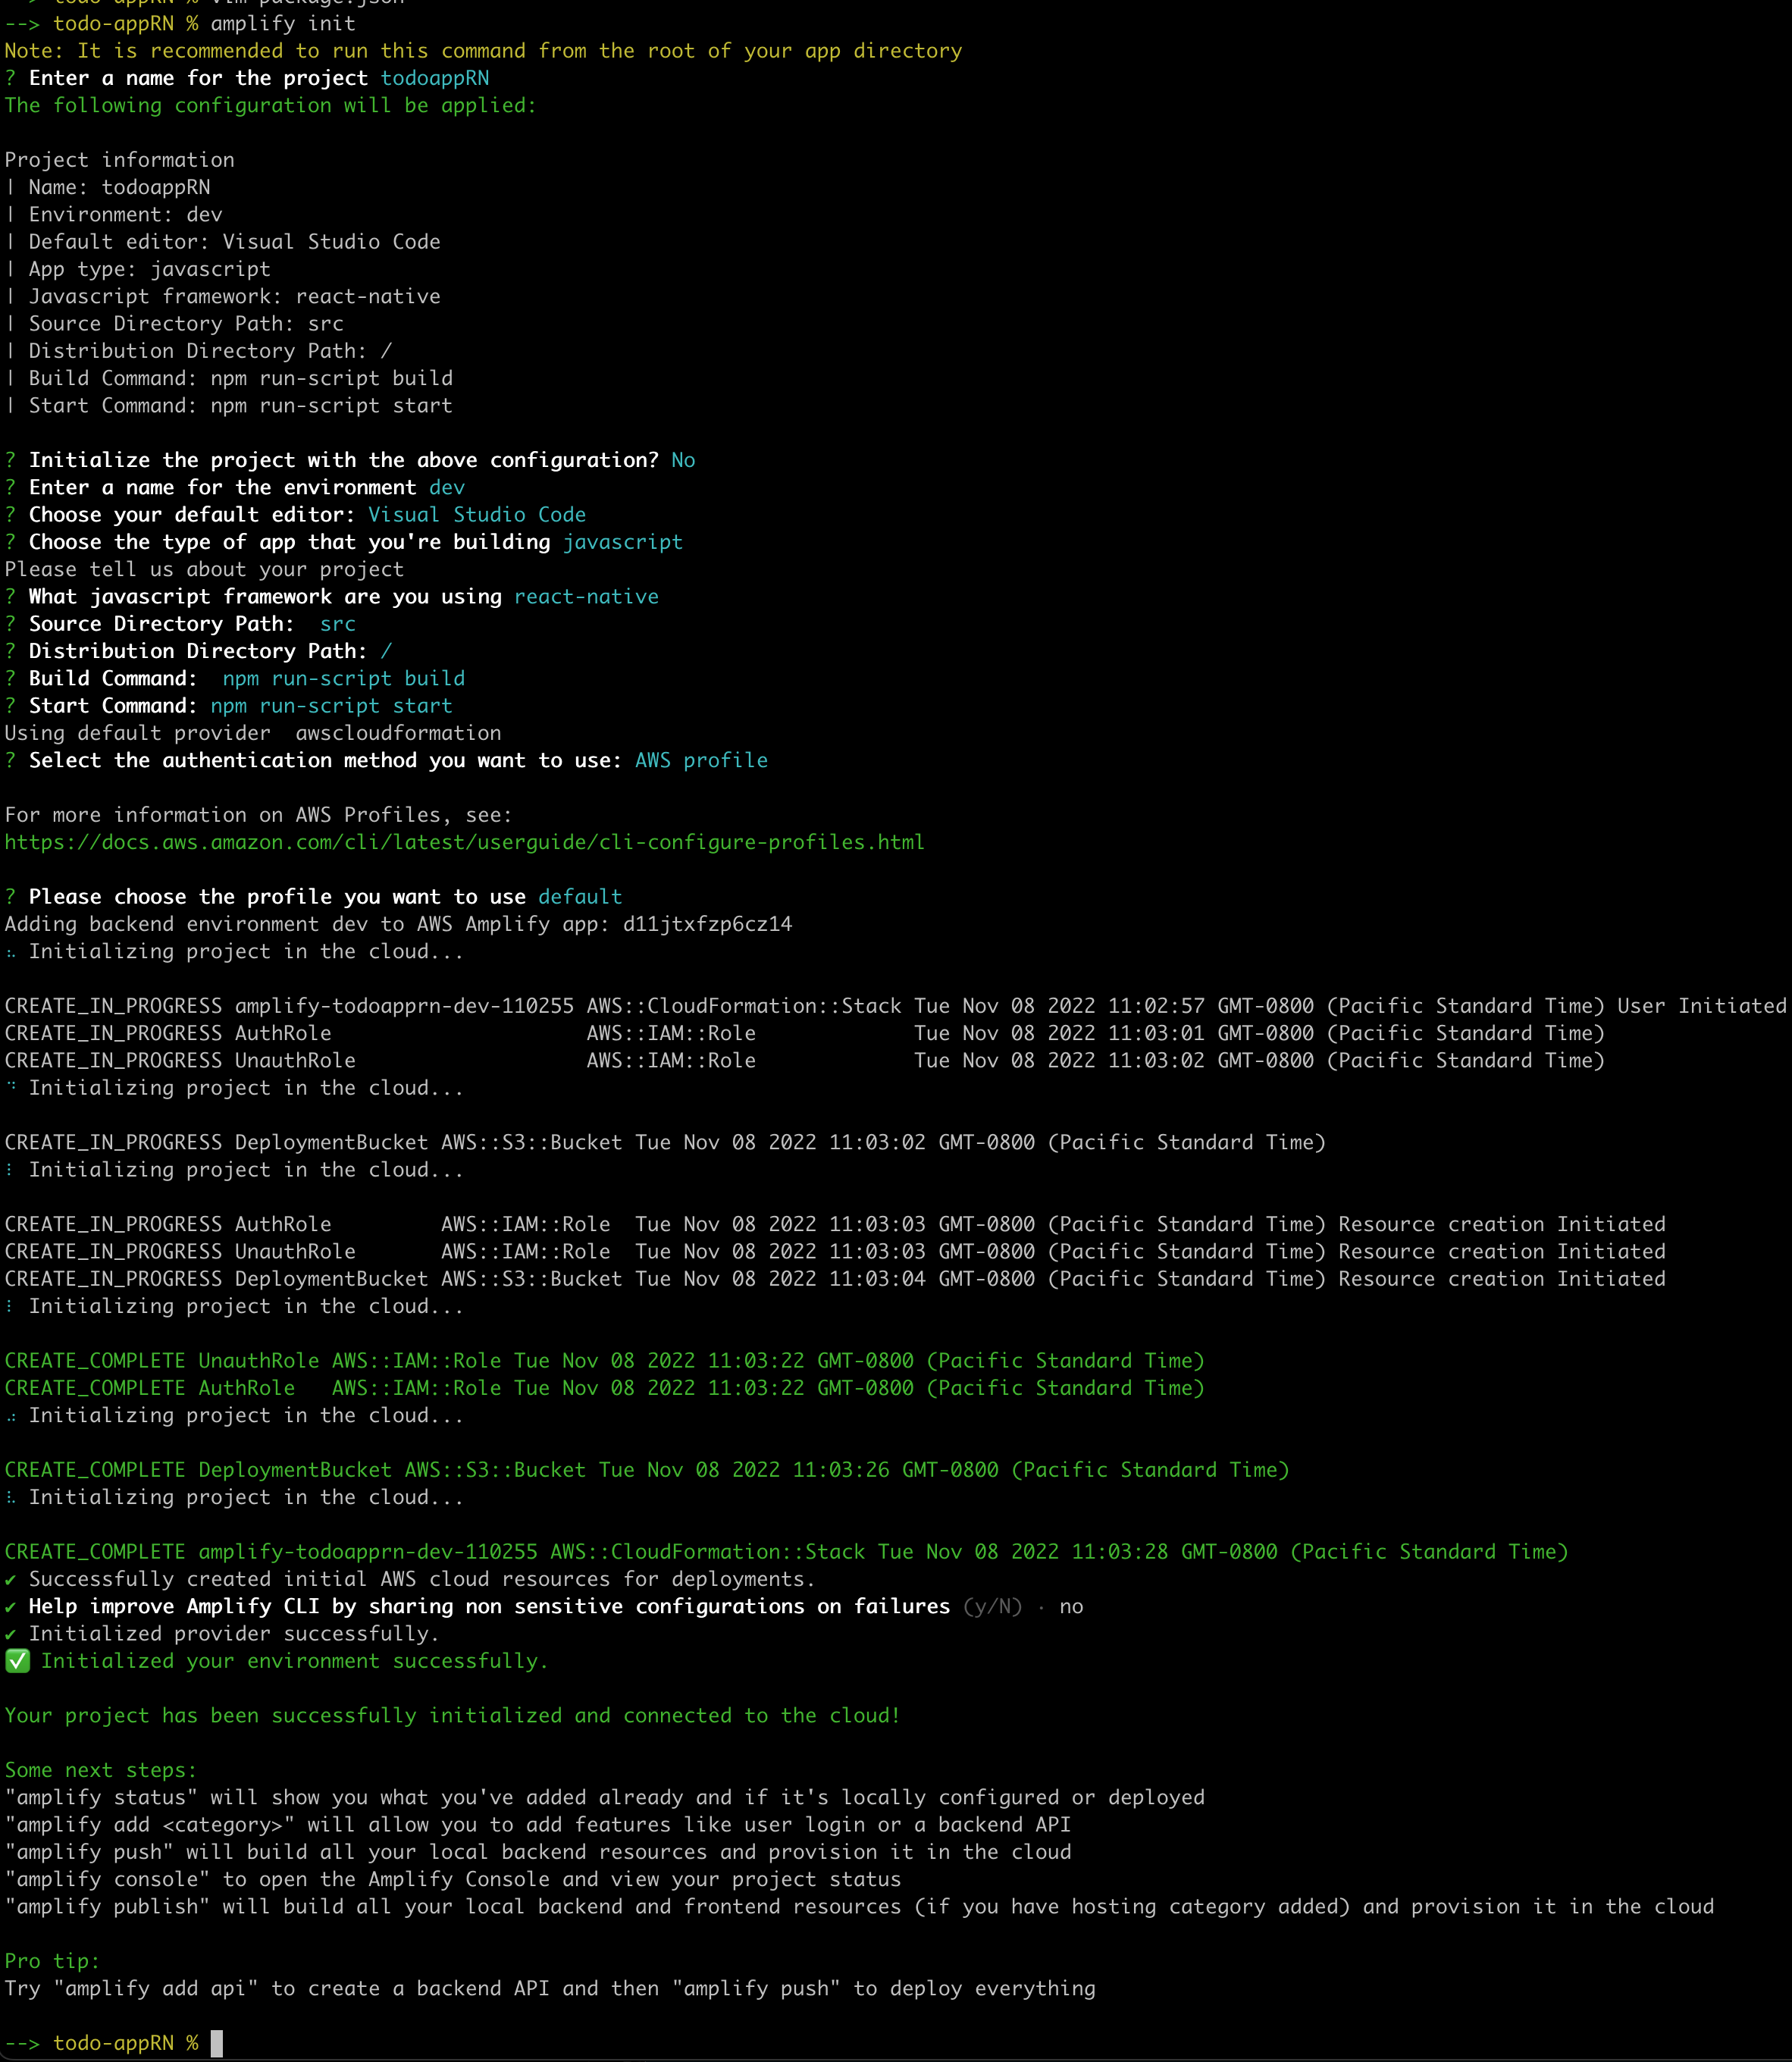 --> todo-appRN % vim package.json
--> todo-appRN % amplify init
Note: It is recommended to run this command from the root of your app directory
? Enter a name for the project todoappRN
The following configuration will be applied:
Project information
| Name: todoappRN
| Environment: dev
| Default editor: Visual Studio Code
| App type: javascript
| Javascript framework: react-native
| Source Directory Path: src
| Distribution Directory Path: /
| Build Command: npm run-script build
| Start Command: npm run-script start
? Initialize the project with the above configuration? No
? Enter a name for the environment dev
? Choose your default editor: Visual Studio Code
? Choose the type of app that you're building javascript
Please tell us about your project
? What javascript framework are you using react-native
? Source Directory Path:  src
? Distribution Directory Path: /
? Build Command:  npm run-script build
? Start Command: npm run-script start
Using default provider  awscloudformation
? Select the authentication method you want to use: AWS profile
For more information on AWS Profiles, see:
https://docs.aws.amazon.com/cli/latest/userguide/cli-configure-profiles.html
? Please choose the profile you want to use default
Adding backend environment dev to AWS Amplify app: d11jtxfzp6cz14
Initializing project in the cloud...
CREATE_IN_PROGRESS amplify-todoapprn-dev-110255 AWS::CloudFormation::Stack Tue Nov 08 2022 11:02:57 GMT-0800 (Pacific Standard Time) User Initiated
CREATE_IN_PROGRESS AuthRole                     AWS::IAM::Role             Tue Nov 08 2022 11:03:01 GMT-0800 (Pacific Standard Time)
CREATE_IN_PROGRESS UnauthRole                   AWS::IAM::Role             Tue Nov 08 2022 11:03:02 GMT-0800 (Pacific Standard Time)
Initializing project in the cloud...
CREATE_IN_PROGRESS DeploymentBucket AWS::S3::Bucket Tue Nov 08 2022 11:03:02 GMT-0800 (Pacific Standard Time)
Initializing project in the cloud...
CREATE_IN_PROGRESS AuthRole         AWS::IAM::Role  Tue Nov 08 2022 11:03:03 GMT-0800 (Pacific Standard Time) Resource creation Initiated
CREATE_IN_PROGRESS UnauthRole       AWS::IAM::Role  Tue Nov 08 2022 11:03:03 GMT-0800 (Pacific Standard Time) Resource creation Initiated
CREATE_IN_PROGRESS DeploymentBucket AWS::S3::Bucket Tue Nov 08 2022 11:03:04 GMT-0800 (Pacific Standard Time) Resource creation Initiated
Initializing project in the cloud...
CREATE_COMPLETE UnauthRole AWS::IAM::Role Tue Nov 08 2022 11:03:22 GMT-0800 (Pacific Standard Time)
CREATE_COMPLETE AuthRole   AWS::IAM::Role Tue Nov 08 2022 11:03:22 GMT-0800 (Pacific Standard Time)
Initializing project in the cloud...
CREATE_COMPLETE DeploymentBucket AWS::S3::Bucket Tue Nov 08 2022 11:03:26 GMT-0800 (Pacific Standard Time)
Initializing project in the cloud...
CREATE_COMPLETE amplify-todoapprn-dev-110255 AWS::CloudFormation::Stack Tue Nov 08 2022 11:03:28 GMT-0800 (Pacific Standard Time)
✔ Successfully created initial AWS cloud resources for deployments.
✔ Help improve Amplify CLI by sharing non sensitive configurations on failures (y/N) · no
✔ Initialized provider successfully.
✅ Initialized your environment successfully.
Your project has been successfully initialized and connected to the cloud!
Some next steps:
"amplify status" will show you what you've added already and if it's locally configured or deployed
"amplify add <category>" will allow you to add features like user login or a backend API
"amplify push" will build all your local backend resources and provision it in the cloud
"amplify console" to open the Amplify Console and view your project status
"amplify publish" will build all your local backend and frontend resources (if you have hosting category added) and provision it in the cloud
Pro tip:
Try "amplify add api" to create a backend API and then "amplify push" to deploy everything
--> todo-appRN %